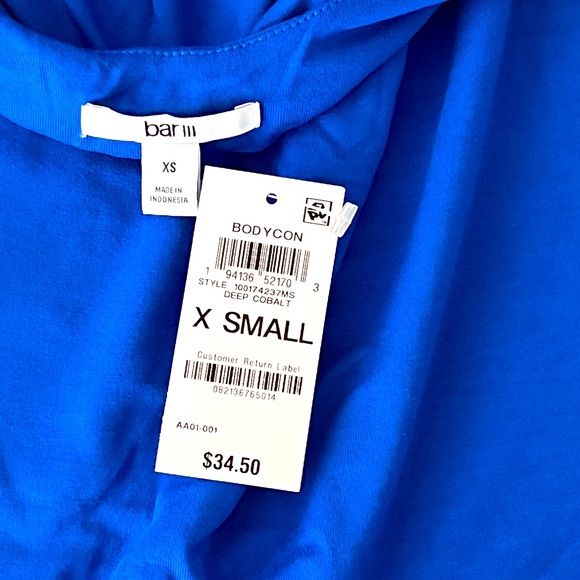 bar III
XS
MADE IN
INDONESIA
BODYCON
1 94136 52170 3
STYLE 100174237MS
DEEP COBALT
X SMALL
Customer Return Label
082136765014
AA01-001
$34.50